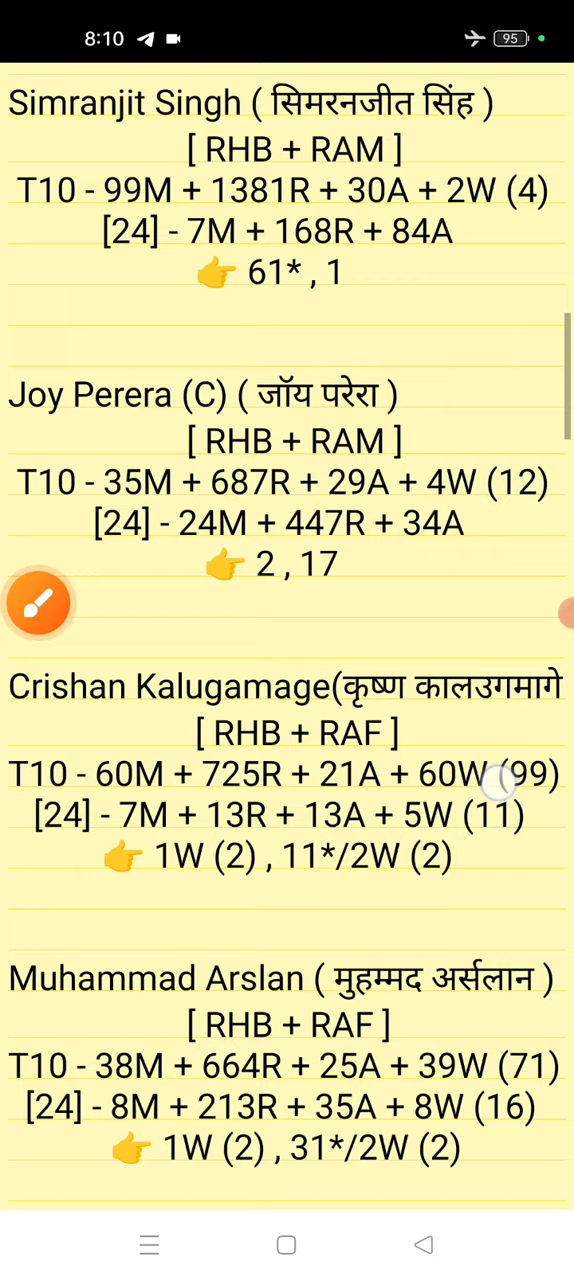 8:10
95
Simranjit Singh ( सिमरनजीत सिंह )
[ RHB + RAM ]
T10 - 99M + 1381R + 30A + 2W (4)
[24] - 7M + 168R + 84A
👉 61* , 1
Joy Perera (C) ( जॉय परेरा )
[ RHB + RAM ]
T10 - 35M + 687R + 29A + 4W (12)
[24] - 24M + 447R + 34A
👉 2 , 17
Crishan Kalugamage(कृष्ण कालउगमागे
[ RHB + RAF ]
T10 - 60M + 725R + 21A + 60W (99)
[24] - 7M + 13R + 13A + 5W (11)
👉 1W (2) , 11*/2W (2)
Muhammad Arslan ( मुहम्मद अर्सलान )
[ RHB + RAF ]
T10 - 38M + 664R + 25A + 39W (71)
[24] - 8M + 213R + 35A + 8W (16)
👉 1W (2) , 31*/2W (2)